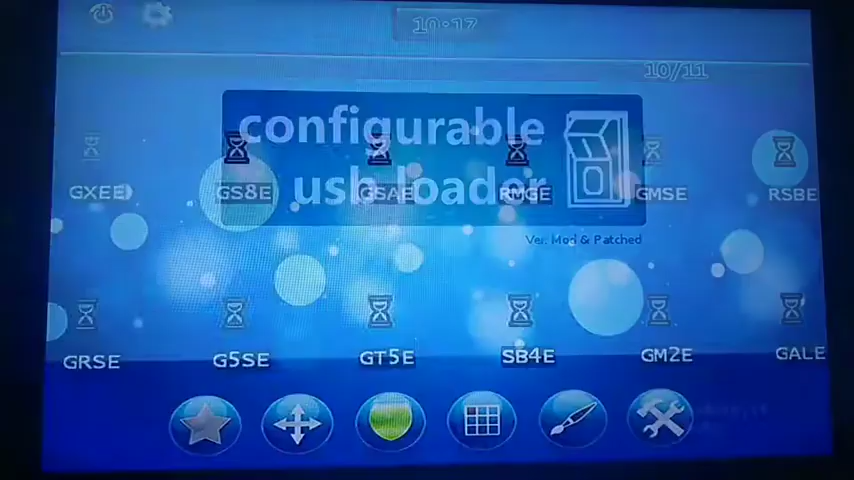 10:17
10/11
configurable
usb loader
GXEE
GS8E
GSAE
RMGE
GMSE
RSBE
Ver. Mod & Patched
GRSE
G5SE
GT5E
SB4E
GM2E
GALE